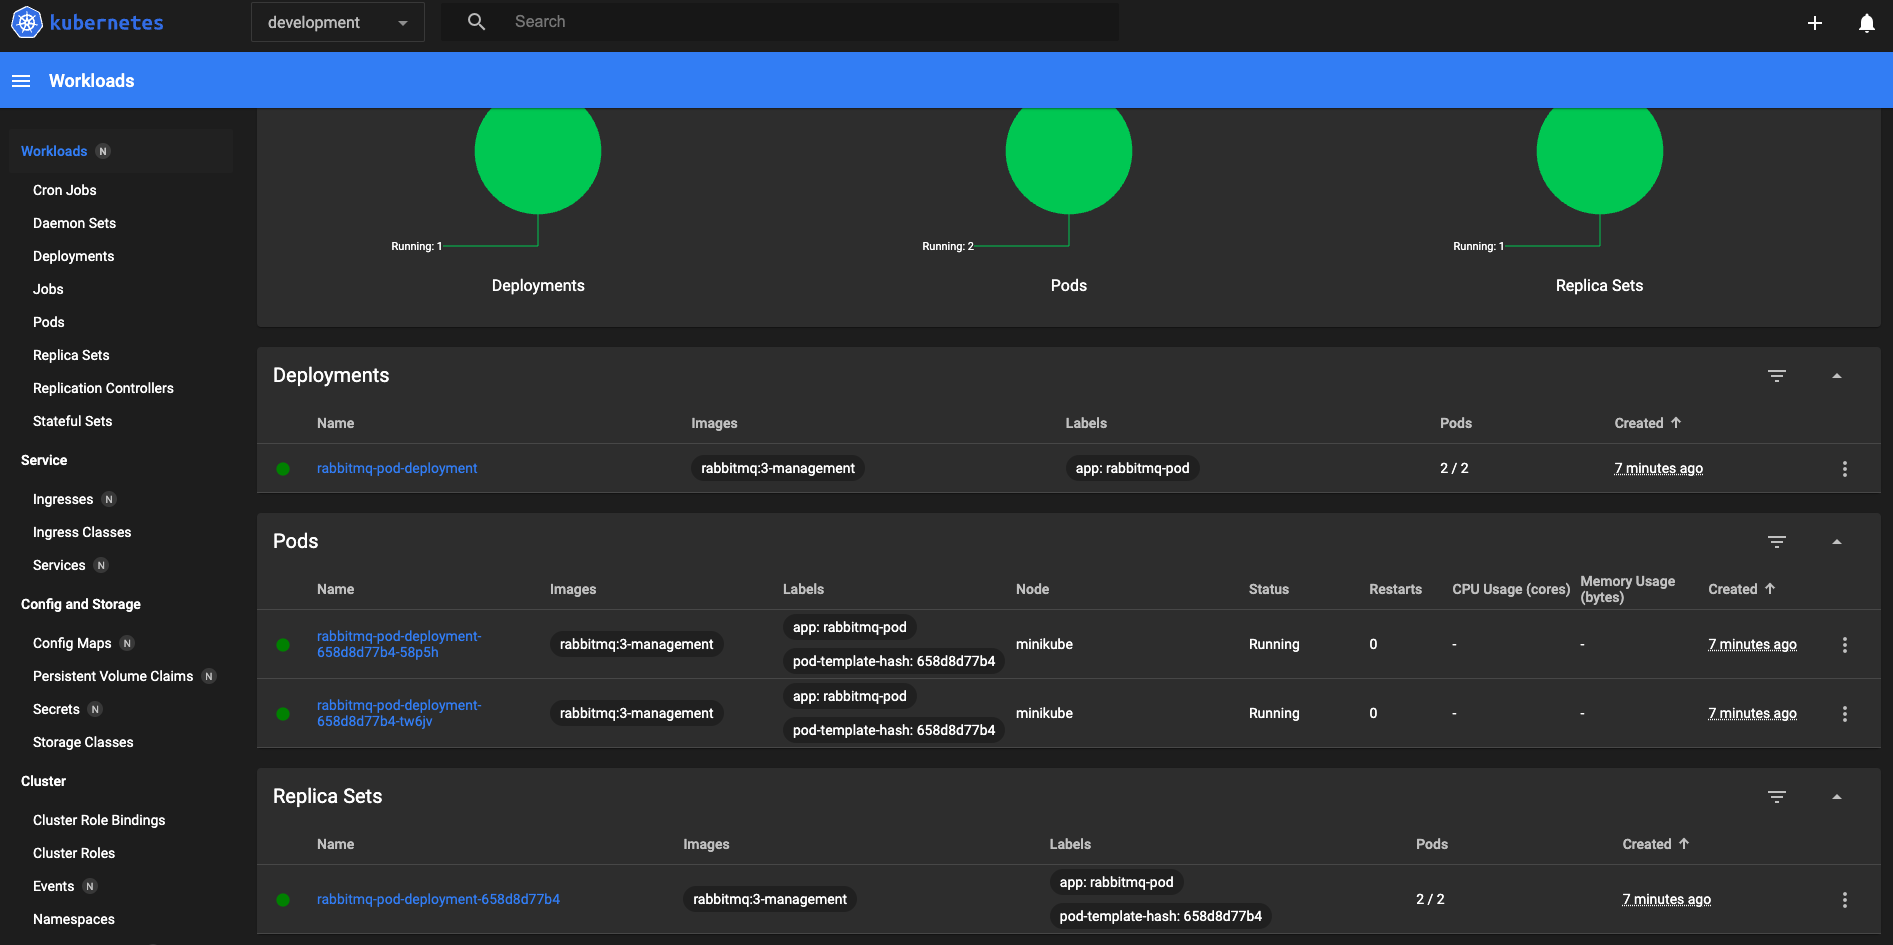 kubernetes
development
Search
Workloads
Workloads N
Cron Jobs
Daemon Sets
Deployments
Jobs
Pods
Replica Sets
Replication Controllers
Stateful Sets
Service
Ingresses N
Ingress Classes
Services N
Config and Storage
Config Maps N
Persistent Volume Claims N
Secrets N
Storage Classes
Cluster
Cluster Role Bindings
Cluster Roles
Events N
Namespaces
Running: 1
Deployments
Running: 2
Pods
Running: 1
Replica Sets
Deployments
Name Images Labels Pods Created
rabbitmq-pod-deployment rabbitmq:3-management app: rabbitmq-pod 2 / 2 7 minutes ago
Pods
Name Images Labels Node Status Restarts CPU Usage (cores) Memory Usage
(bytes) Created
rabbitmq-pod-deployment-
658d8d77b4-58p5h
rabbitmq:3-management
app: rabbitmq-pod
pod-template-hash: 658d8d77b4
minikube Running 0 - - 7 minutes ago
rabbitmq-pod-deployment-
658d8d77b4-tw6jv
rabbitmq:3-management
app: rabbitmq-pod
pod-template-hash: 658d8d77b4
minikube Running 0 - - 7 minutes ago
Replica Sets
Name Images Labels Pods Created
rabbitmq-pod-deployment-658d8d77b4 rabbitmq:3-management
app: rabbitmq-pod
pod-template-hash: 658d8d77b4
2 / 2 7 minutes ago